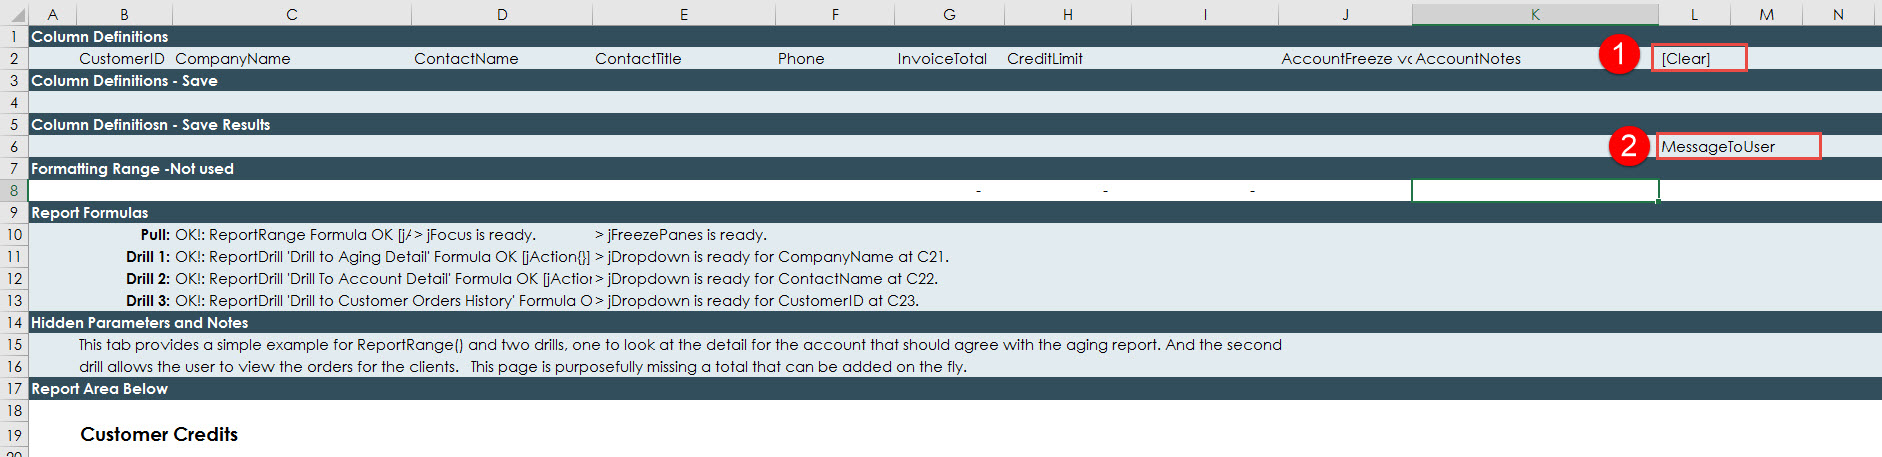 A B C D E F G H I J K L M N
1 Column Definitions
2 CustomerID CompanyName ContactName ContactTitle Phone InvoiceTotal CreditLimit AccountFreeze vc AccountNotes 1 [Clear]
3 Column Definitions - Save
4
5 Column Definitiosn - Save Results
6 2 MessageToUser
7 Formatting Range -Not used
8 - - -
9 Report Formulas
10 Pull: OK!: ReportRange Formula OK [jA > jFocus is ready. > jFreezePanes is ready.
11 Drill 1: OK!: ReportDrill 'Drill to Aging Detail' Formula OK [jAction{}] > jDropdown is ready for CompanyName at C21.
12 Drill 2: OK!: ReportDrill 'Drill To Account Detail' Formula OK [jAction > jDropdown is ready for ContactName at C22.
13 Drill 3: OK!: ReportDrill 'Drill to Customer Orders History' Formula O > jDropdown is ready for CustomerID at C23.
14 Hidden Parameters and Notes
15 This tab provides a simple example for ReportRange() and two drills, one to look at the detail for the account that should agree with the aging report. And the second
16 drill allows the user to view the orders for the clients. This page is purposefully missing a total that can be added on the fly.
17 Report Area Below
18
19 Customer Credits
20